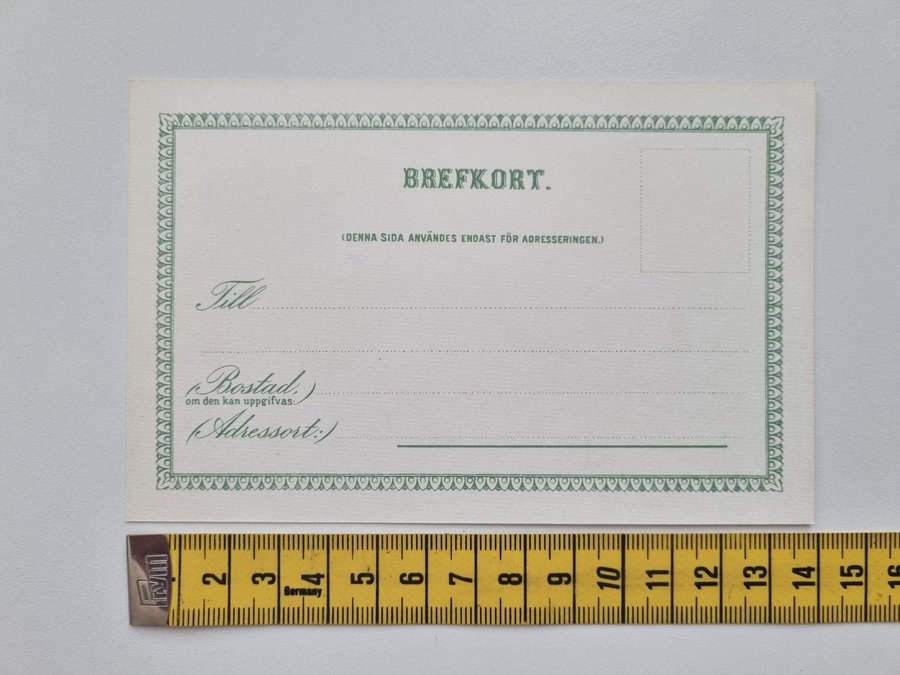 BREFKORT.
(DENNA SIDA ANVÄNDES ENDAST FÖR ADRESSERINGEN.)
Till
(Bostad,)
om den kan uppgifvas:
(Adressort:)
prym 2 3 4 5 6 7 8 9 10 11 12 13 14 15 16
Germany